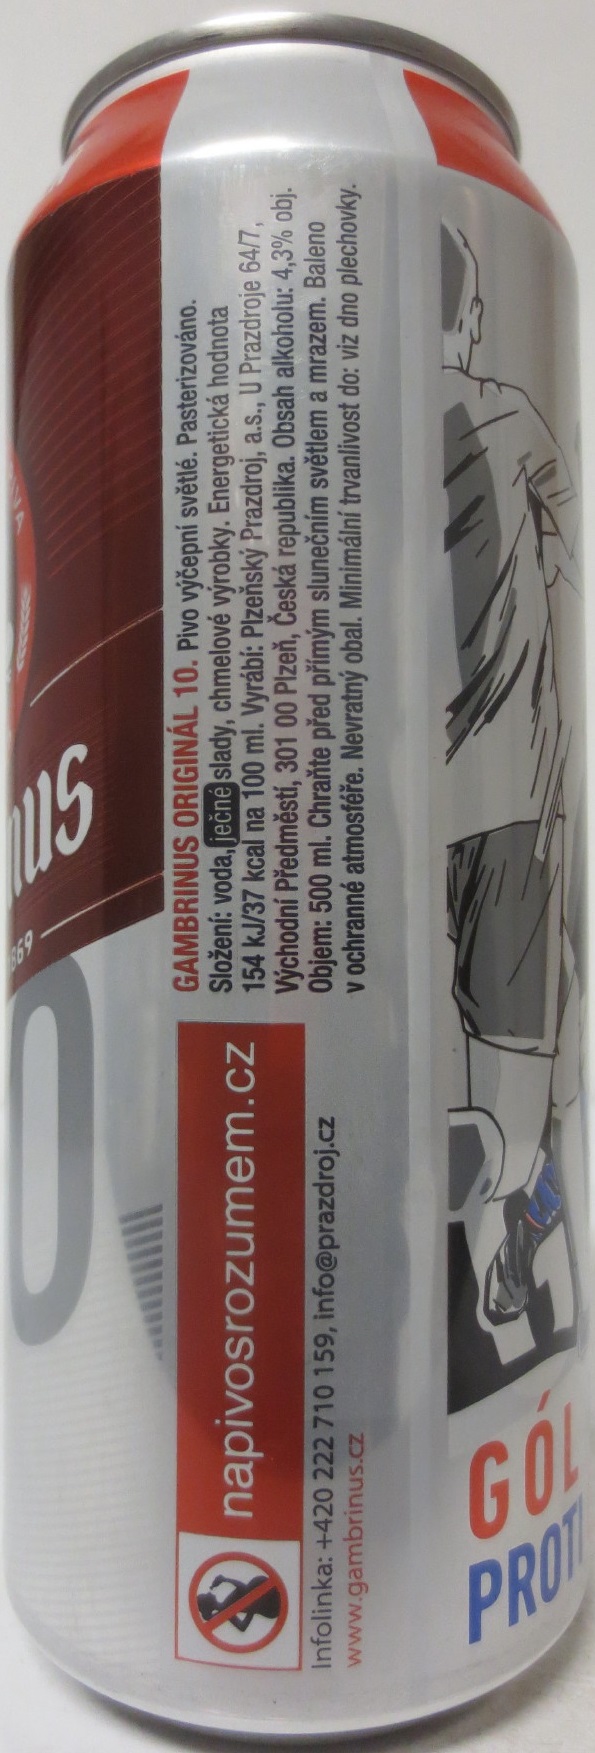 GAMBRINUS ORIGINÁL 10. Pivo výčepní světlé. Pasterizováno.
Složení: voda, ječné slady, chmelové výrobky. Energetická hodnota
154 kJ/37 kcal na 100 ml. Vyrábí: Plzeňský Prazdroj, a.s., U Prazdroje 64/7,
Východní Předměstí, 301 00 Plzeň, Česká republika. Obsah alkoholu: 4,3% obj.
Objem: 500 ml. Chraňte před přímým slunečním světlem a mrazem. Baleno
v ochranné atmosféře. Nevratný obal. Minimální trvanlivost do: viz dno plechovky.
napivosrozumem.cz
Infolinka: +420 222 710 159, info@prazdroj.cz
www.gambrinus.cz
nus
869
0
GÓL
PROTI